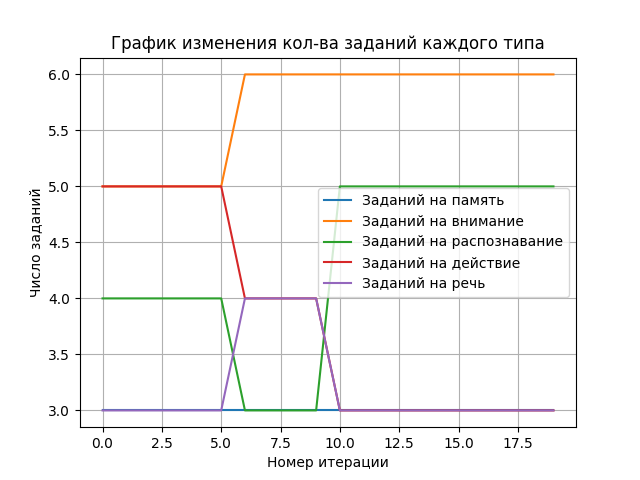 График изменения кол-ва заданий каждого типа
6.0
5.5
5.0
4.5
4.0
3.5
3.0
Число заданий
Заданий на память
Заданий на внимание
Заданий на распознавание
Заданий на действие
Заданий на речь
0.0 2.5 5.0 7.5 10.0 12.5 15.0 17.5
Номер итерации